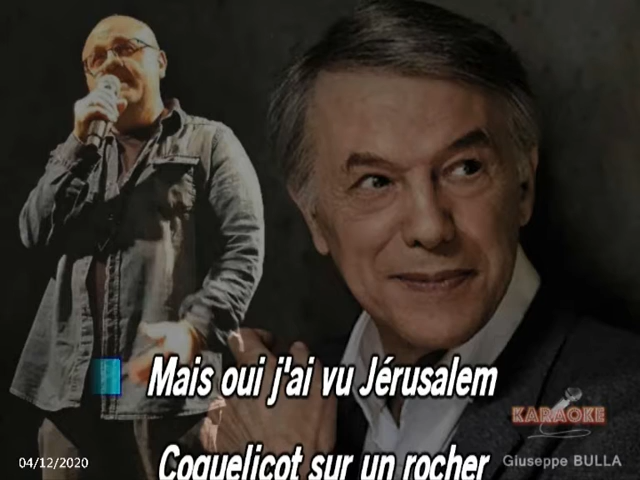 Mais oui j'ai vu Jérusalem
KARAOKE
Coquelicot sur un rocher
04/12/2020
Giuseppe BULLA